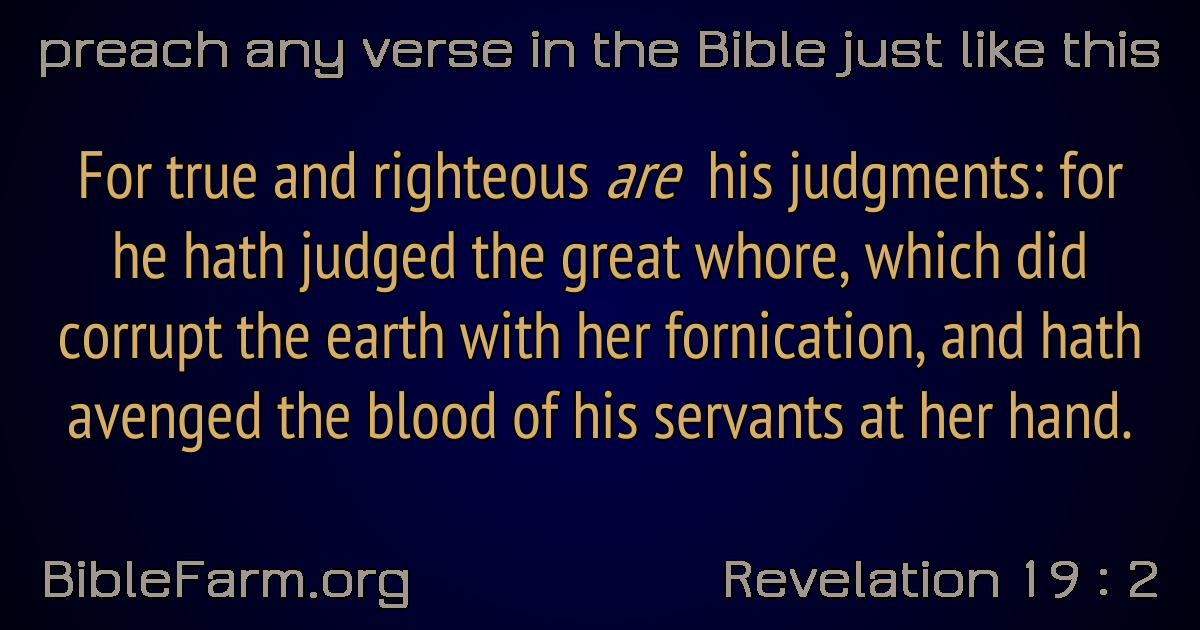 preach any verse in the Bible just like this
For true and righteous are his judgments: for
he hath judged the great whore, which did
corrupt the earth with her fornication, and hath
avenged the blood of his servants at her hand.
BibleFarm.org
Revelation 19 : 2